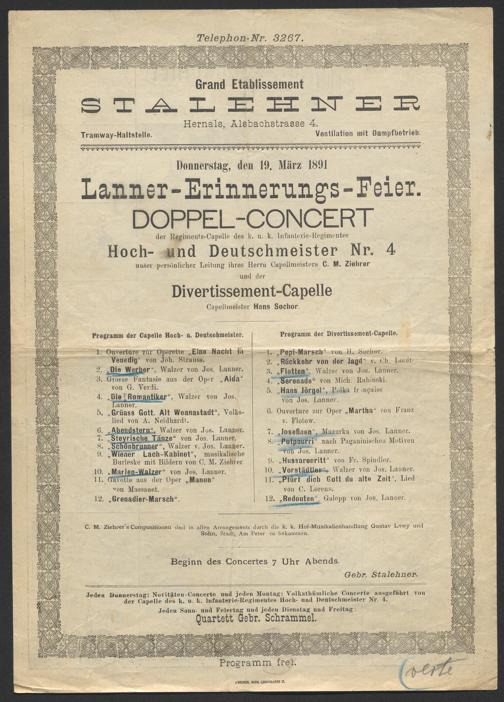 Telephon-Nr. 3267.
Grand Etablissement
STALEHNER
Hernals, Alsbachstrasse 4.
Tramway-Haltstelle. Ventilation mit Dampfbetrieb.
Donnerstag, den 19. März 1891
Lanner-Erinnerungs-Feier.
DOPPEL-CONCERT
der Regiments-Capelle des k. u. k. Infanterie-Regimentes
Hoch- und Deutschmeister Nr. 4
unter persönlicher Leitung ihres Herrn Capellmeisters C. M. Ziehrer
und der
Divertissement-Capelle
Capellmeister Hans Sochor.
Programm der Capelle Hoch- u. Deutschmeister.
1. Ouverture zur Operette „Eine Nacht in
Venedig" von Joh. Strauss.
2. „Die Werber", Walzer von Jos. Lanner.
3. Grosse Fantasie aus der Oper „Aida"
von G. Verdi.
4. „Die Romantiker", Walzer von Jos.
Lanner.
5. „Grüass Gott, Alt Weanastadt", Volks-
lied von A. Neidhardt.
6. „Abendstern", Walzer von Jos. Lanner.
7. „Steyrische Tänze" von Jos. Lanner.
8. „Schönbrunner", Walzer v. Jos. Lanner.
9. „Wiener Lach-Kabinet", musikalische
Burleske mit Bildern von C. M. Ziehrer
10. „Marien-Walzer" von Jos. Lanner.
11. Gavotte aus der Oper „Manon"
von Massenet.
12. „Grenadier-Marsch".
Programm der Divertissement-Capelle.
1. „Pepi-Marsch" von H. Sochor.
2. „Rückkehr von der Jagd" v. Ch.
3. „Flotten", Walzer von Jos. Lanner.
4. „Serenade" von Mich. Rubinski.
5. „Hans Jörgel", Polka française
von Jos. Lanner.
6. Ouverture zur Oper „Martha" von Franz
v. Flotow.
7. „Josefinen", Mazurka von Jos. Lanner.
8. „Potpourri" nach Paganinischen Motiven
von Jos. Lanner.
9. „Husarenritt" von Fr. Spindler.
10. „Vorstädtler", Walzer von Jos. Lanner.
11. „Pfürt dich Gott du alte Zeit", Lied
von C. Lorens.
12. „Redouten", Galopp von Jos. Lanner.
C. M. Ziehrer's Compositionen sind in allen Arrangements durch die k. k. Hof-Musikalienhandlung Gustav Lewy und
Sohn, Stadt, Am Peter zu bekommen.
Beginn des Concertes 7 Uhr Abends.
Gebr. Stalehner.
Jeden Donnerstag: Novitäten-Concerte und jeden Montag: Volksthümliche Concerte ausgeführt von
der Capelle des k. u. k. Infanterie-Regimentes Hoch- und Deutschmeister Nr. 4.
Jeden Sonn- und Feiertag und jeden Dienstag und Freitag:
Quartett Gebr. Schrammel.
Programm frei.
verte